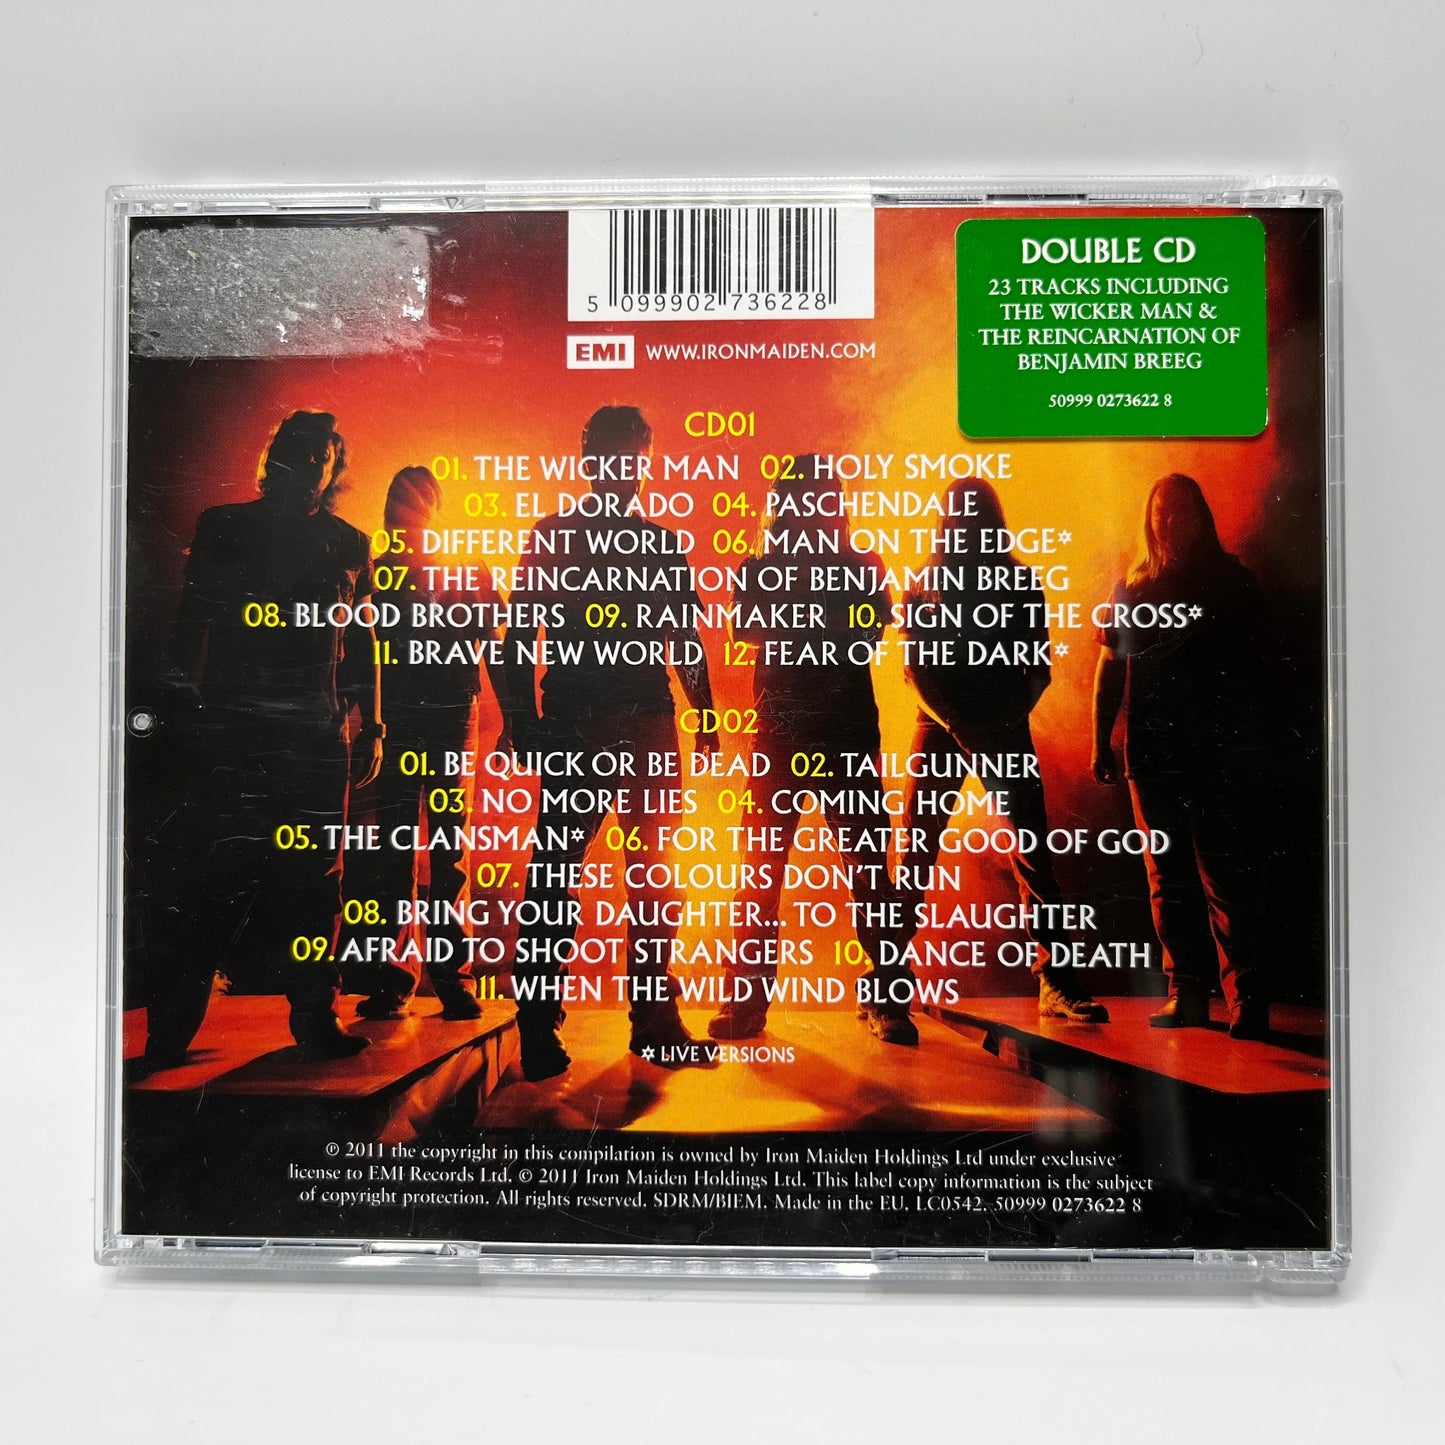 5 099902 736228
EMI WWW.IRONMAIDEN.COM
DOUBLE CD
23 TRACKS INCLUDING
THE WICKER MAN &
THE REINCARNATION OF
BENJAMIN BREEG
50999 0273622 8
CD01
01. THE WICKER MAN 02. HOLY SMOKE
03. EL DORADO 04. PASCHENDALE
05. DIFFERENT WORLD 06. MAN ON THE EDGE✡
07. THE REINCARNATION OF BENJAMIN BREEG
08. BLOOD BROTHERS 09. RAINMAKER 10. SIGN OF THE CROSS✡
11. BRAVE NEW WORLD 12. FEAR OF THE DARK✡
CD02
01. BE QUICK OR BE DEAD 02. TAILGUNNER
03. NO MORE LIES 04. COMING HOME
05. THE CLANSMAN✡ 06. FOR THE GREATER GOOD OF GOD
07. THESE COLOURS DON'T RUN
08. BRING YOUR DAUGHTER... TO THE SLAUGHTER
09. AFRAID TO SHOOT STRANGERS 10. DANCE OF DEATH
11. WHEN THE WILD WIND BLOWS
✡ LIVE VERSIONS
℗ 2011 the copyright in this compilation is owned by Iron Maiden Holdings Ltd under exclusive
license to EMI Records Ltd. © 2011 Iron Maiden Holdings Ltd. This label copy information is the subject
of copyright protection. All rights reserved. SDRM/BIEM. Made in the EU. LC0542. 50999 0273622 8